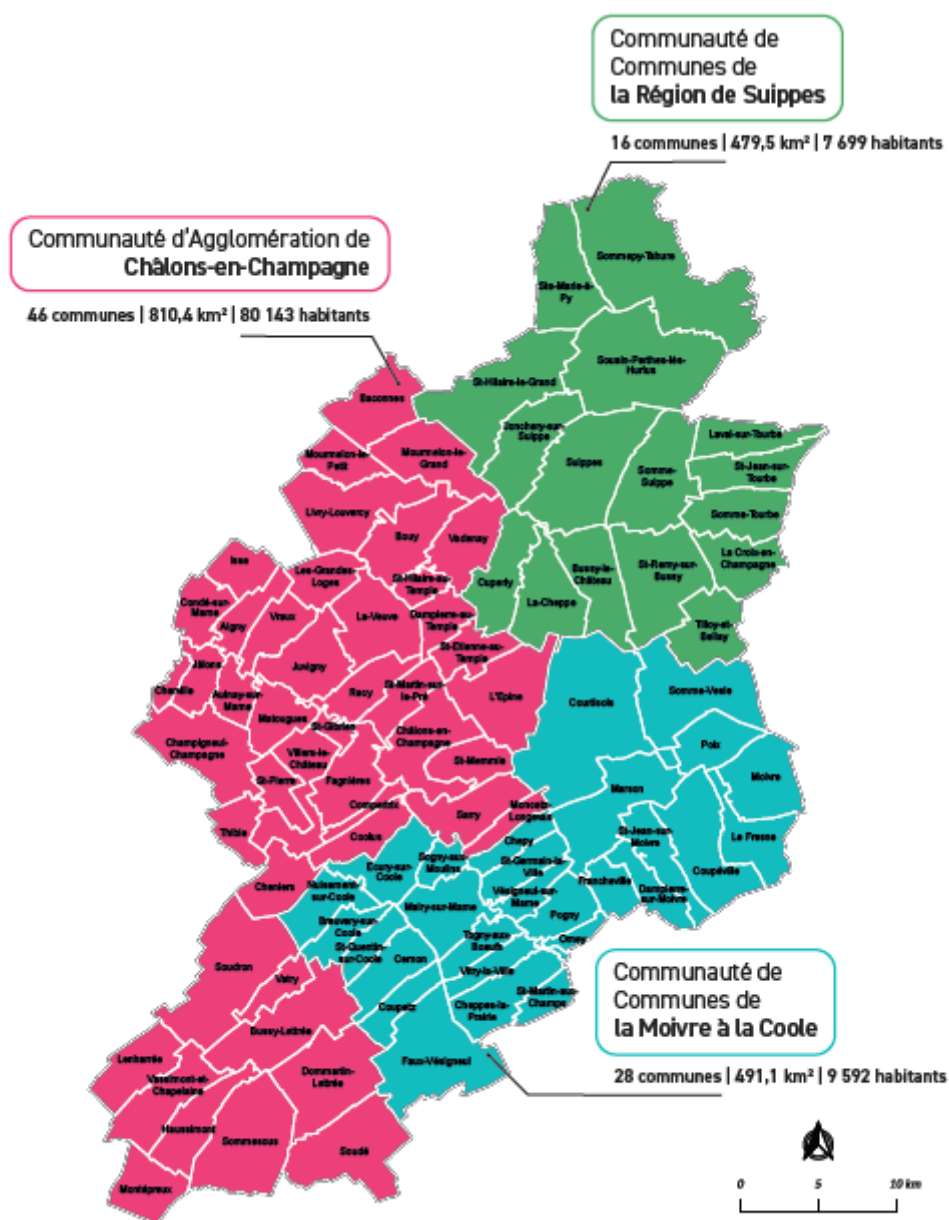 Communauté de
Communes de
la Région de Suippes
16 communes | 479,5 km² | 7 699 habitants
Communauté d'Agglomération de
Châlons-en-Champagne
46 communes | 810,4 km² | 80 143 habitants
Sommepy-Tahure
Ste-Marie-à-
Py
Souain-Perthes-lès-
Hurlus
St-Hilaire-le-Grand
Baconnes
Jonchery-sur-
Suippe
Laval-sur-Tourbe
Mourmelon-le-
Petit
Mourmelon-le-
Grand
Suippes
Somme-
Suippe
St-Jean-sur-
Tourbe
Livry-Louvercy
Somme-Tourbe
Bouy
Vadenay
La Croix-en-
Champagne
Isse
Les-Grandes-
Loges
St-Hilaire-au-
Temple
Cuperly
Bussy-le-
Château
St-Remy-sur-
Bussy
La-Cheppe
Condé-sur-
Marne
Aigny
Vraux
La-Veuve
Dampierre-au-
Temple
Tilloy-et-
Bellay
St-Etienne-au-
Temple
Jâlons
Juvigny
Cherville
Aulnay-sur-
Marne
Recy
St-Martin-sur-
le-Pré
L'Epine
Courtisols
Somme-Vesle
Matougues
St-Gibrien
Châlons-en-
Champagne
Poix
Champigneul-
Champagne
Villers-le-
Château
St-Memmie
Moivre
St-Pierre
Fagnières
Marson
Compertrix
Sarry
Moncetz-
Longevas
Thibie
Coolus
Chepy
St-Jean-sur-
Moivre
Le Fresne
Ecury-sur-
Coole
Sogny-aux-
Moulins
St-Germain-la-
Ville
Coupéville
Cheniers
Nuisement-
sur-Coole
Mairy-sur-Marne
Vésigneul-sur-
Marne
Francheville
Dampierre-
sur-Moivre
Breuvery-sur-
Coole
Pogny
St-Quentin-
sur-Coole
Cernon
Togny-aux-
Boeufs
Omey
Soudron
Vatry
Vitry-la-Ville
St-Martin-aux-
Champs
Coupetz
Cheppes-la-
Prairie
Bussy-Lettrée
Communauté de
Communes de
la Moivre à la Coole
28 communes | 491,1 km² | 9 592 habitants
Lenharrée
Faux-Vésigneul
Dommartin-
Lettrée
Vassimont-et-
Chapelaine
Haussimont
Sommesous
Soudé
Montépreux
0
5
10 km